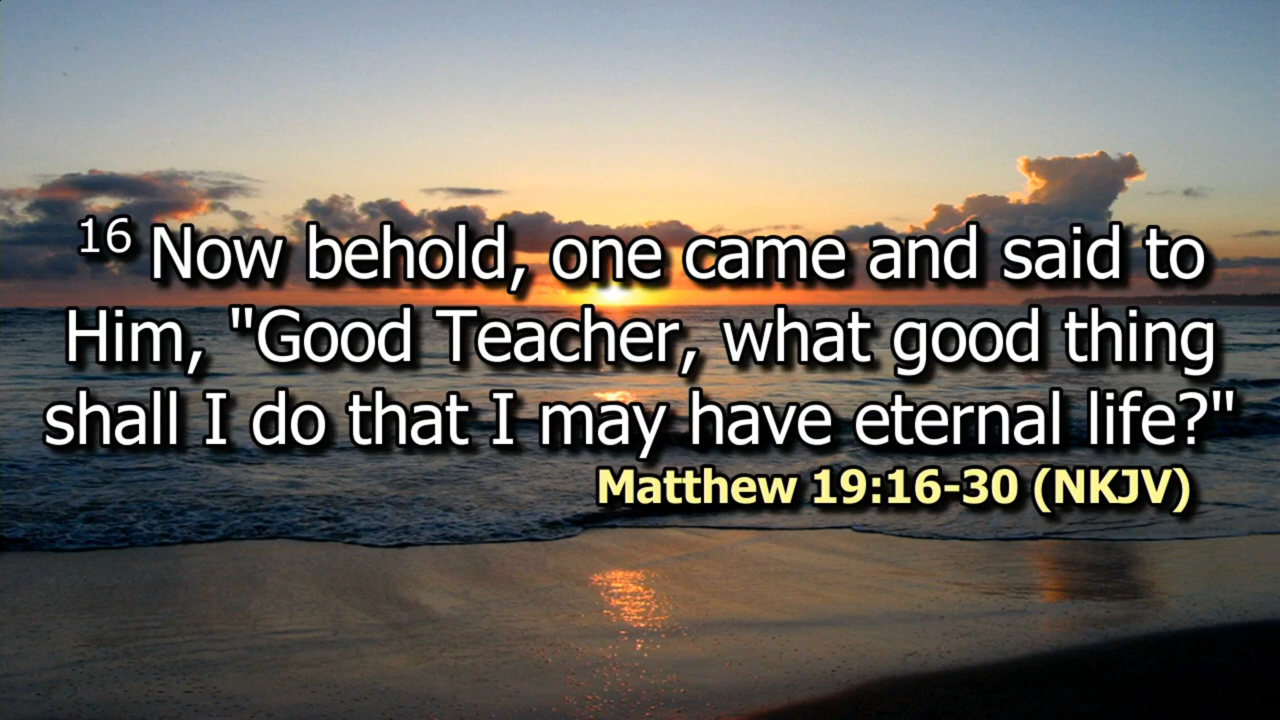 16 Now behold, one came and said to
Him, "Good Teacher, what good thing
shall I do that I may have eternal life?"
Matthew 19:16-30 (NKJV)